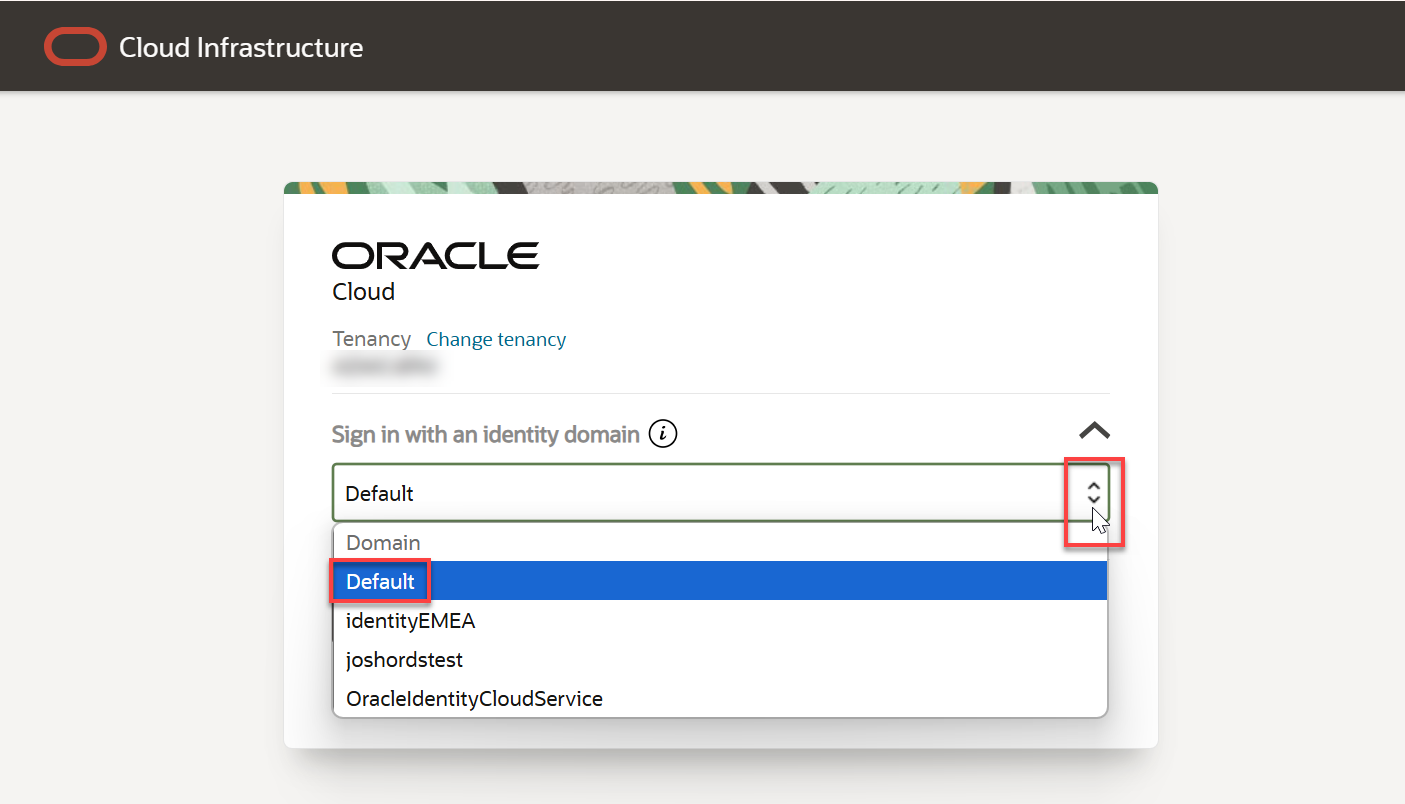 Cloud Infrastructure
ORACLE
Cloud
Tenancy Change tenancy
Sign in with an identity domain i
Default
Domain
Default
identityEMEA
joshordstest
OracleIdentityCloudService